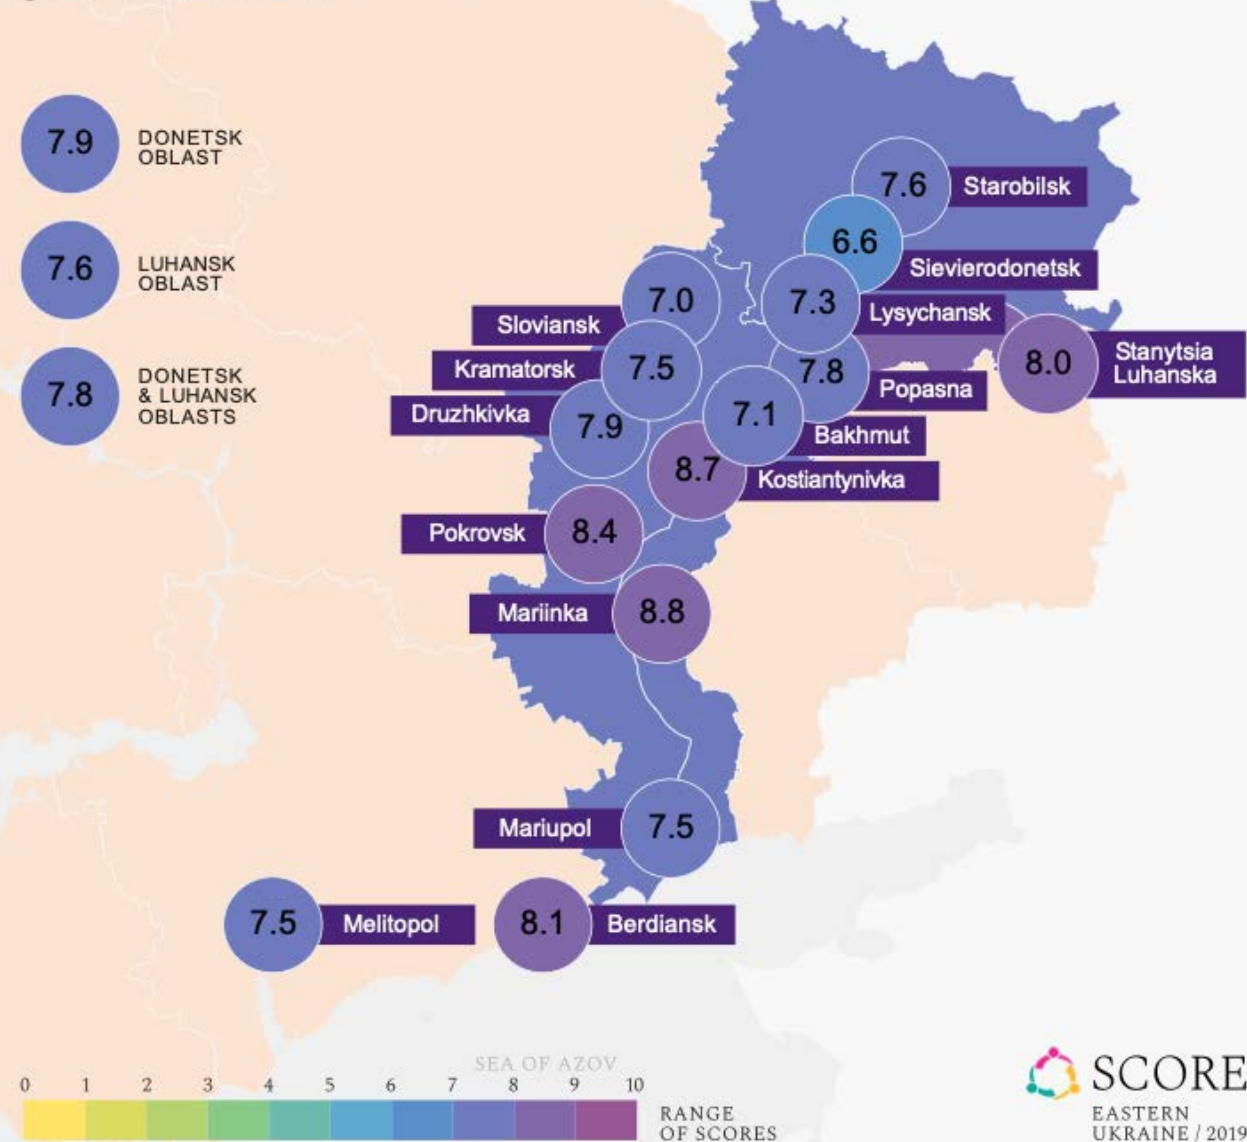 7.9
DONETSK
OBLAST
7.6
LUHANSK
OBLAST
7.8
DONETSK
& LUHANSK
OBLASTS
7.6
Starobilsk
6.6
Sievierodonetsk
7.0
Sloviansk
7.3
Lysychansk
8.0
Stanytsia
Luhanska
7.5
Kramatorsk
7.8
Popasna
7.9
Druzhkivka
7.1
Bakhmut
8.7
Kostiantynivka
Pokrovsk
8.4
Mariinka
8.8
Mariupol
7.5
7.5
Melitopol
8.1
Berdiansk
SEA OF AZOV
0 1 2 3 4 5 6 7 8 9 10
RANGE
OF SCORES
SCORE
EASTERN
UKRAINE / 2019